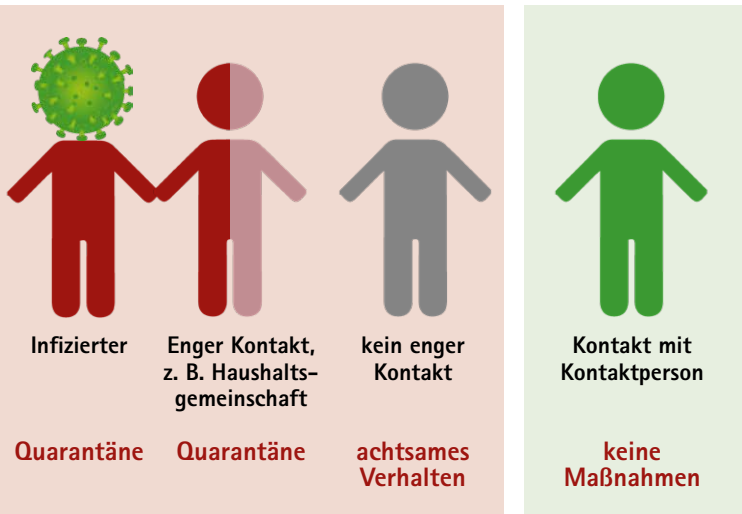 Infizierter
Enger Kontakt,
z. B. Haushalts-
gemeinschaft
kein enger
Kontakt
Kontakt mit
Kontaktperson
Quarantäne
Quarantäne
achtsames
Verhalten
keine
Maßnahmen